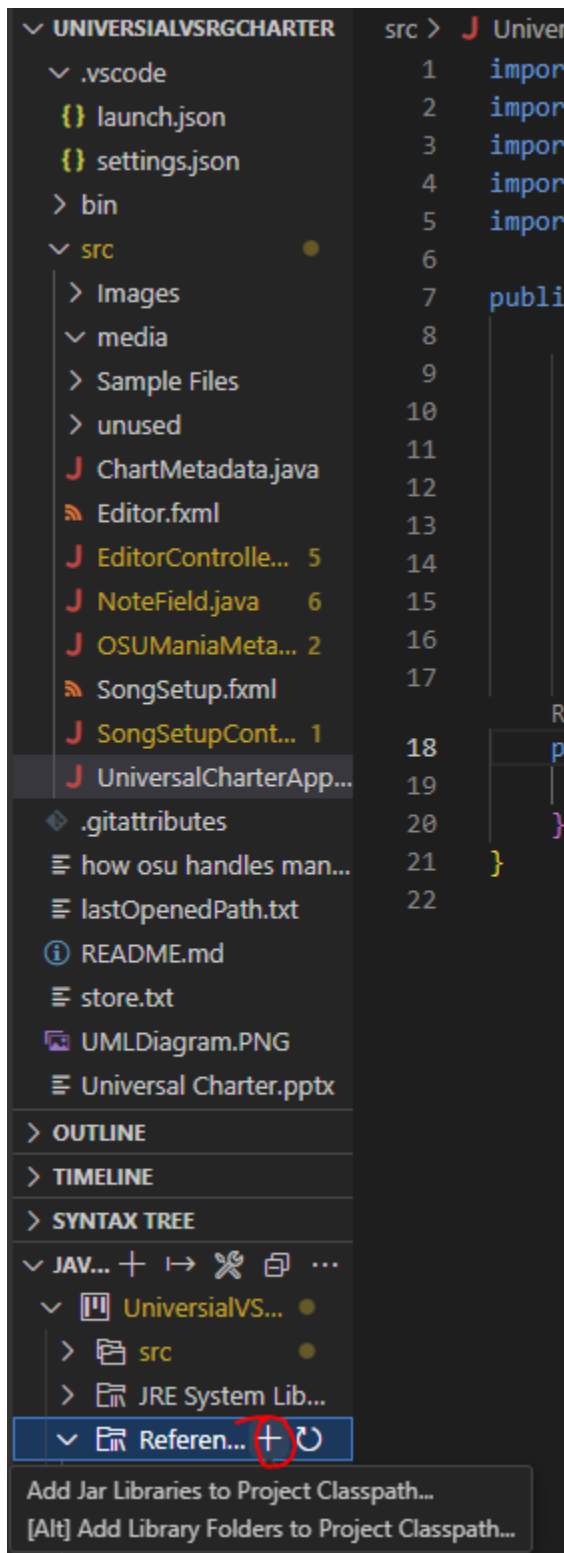 UNIVERSIALVSRGCHARTER
.vscode
{} launch.json
{} settings.json
bin
src
Images
media
Sample Files
unused
J ChartMetadata.java
Editor.fxml
J EditorControlle... 5
J NoteField.java 6
J OSUManiaMeta... 2
SongSetup.fxml
J SongSetupCont... 1
J UniversalCharterApp...
.gitattributes
how osu handles man...
lastOpenedPath.txt
README.md
store.txt
UMLDiagram.PNG
Universal Charter.pptx
OUTLINE
TIMELINE
SYNTAX TREE
JAV...
UniversialVS...
src
JRE System Lib...
Referen...
Add Jar Libraries to Project Classpath...
[Alt] Add Library Folders to Project Classpath...
src > J Univer
1 impor
2 impor
3 impor
4 impor
5 impor
6
7 publi
8
9
10
11
12
13
14
15
16
17
R
18 p
19
20 }
21 }
22